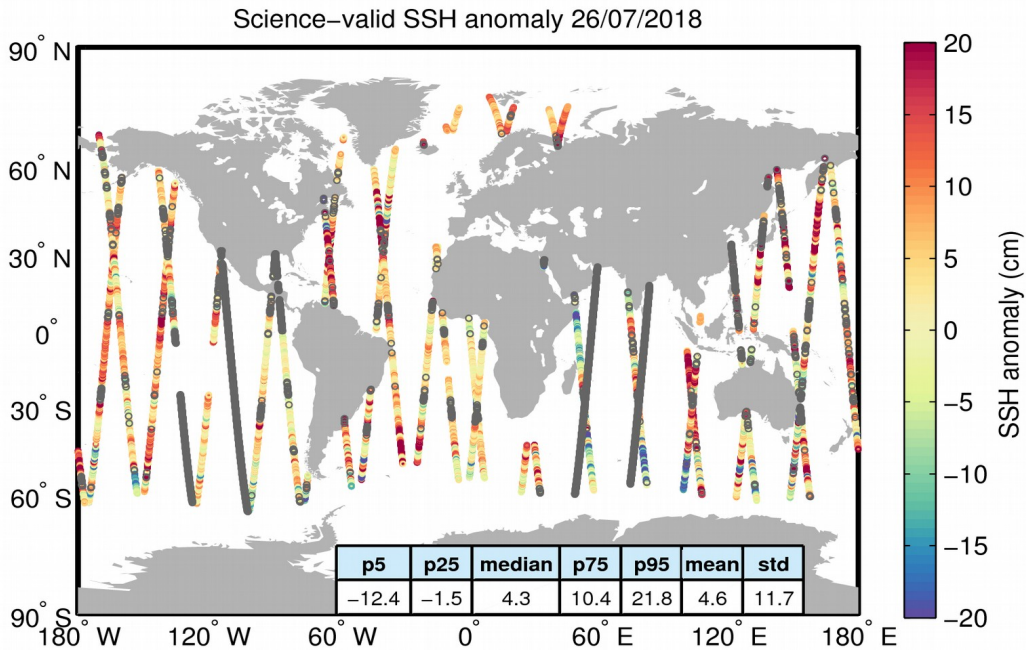 Science−valid SSH anomaly 26/07/2018
90° N
60° N
30° N
0°
30° S
60° S
90° S
180° W
120° W
60° W
0°
60° E
120° E
180° E
p5 p25 median p75 p95 mean std
−12.4 −1.5 4.3 10.4 21.8 4.6 11.7
20
15
10
5
0
−5
−10
−15
−20
SSH anomaly (cm)